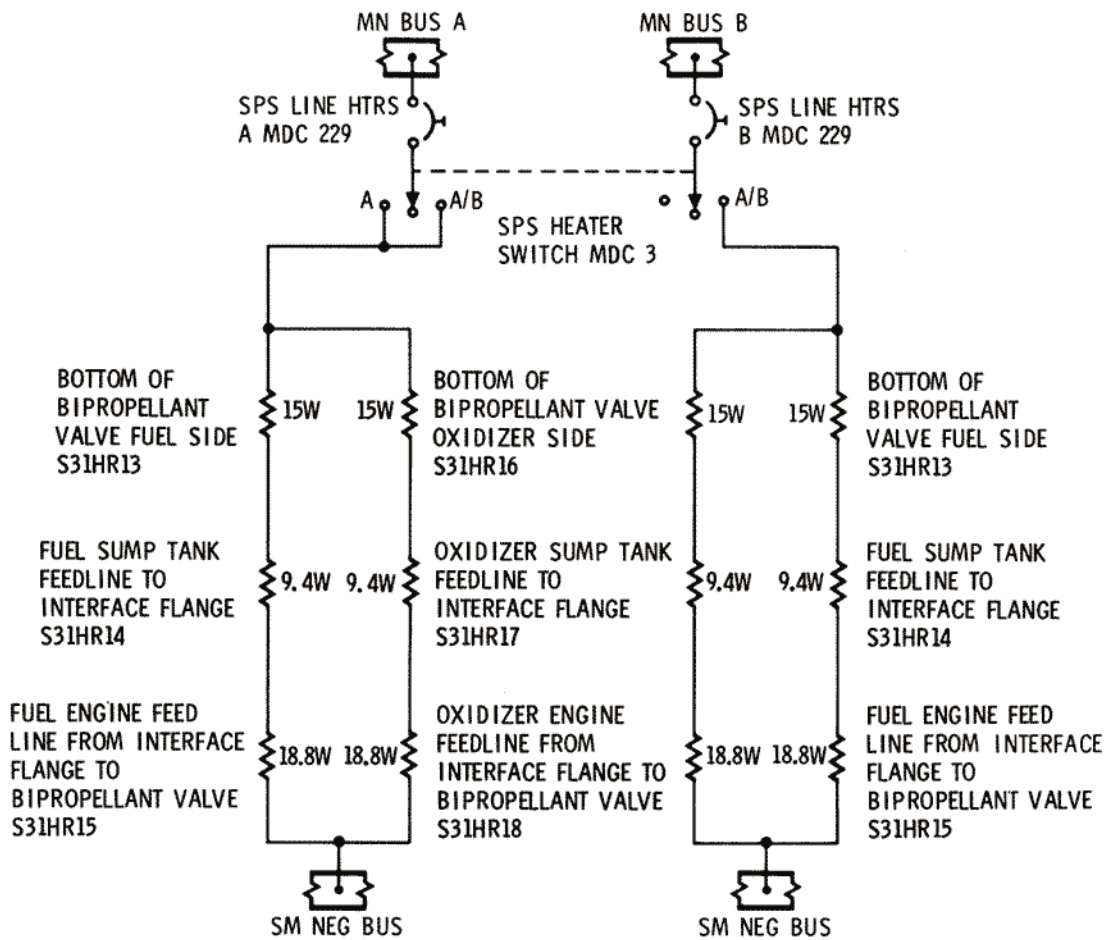 MN BUS A
MN BUS B
SPS LINE HTRS
A MDC 229
SPS LINE HTRS
B MDC 229
A
A/B
A/B
SPS HEATER
SWITCH MDC 3
BOTTOM OF
BIPROPELLANT
VALVE FUEL SIDE
S31HR13
15W
15W
BOTTOM OF
BIPROPELLANT VALVE
OXIDIZER SIDE
S31HR16
15W
15W
BOTTOM OF
BIPROPELLANT
VALVE FUEL SIDE
S31HR13
FUEL SUMP TANK
FEEDLINE TO
INTERFACE FLANGE
S31HR14
9.4W
9.4W
OXIDIZER SUMP TANK
FEEDLINE TO
INTERFACE FLANGE
S31HR17
9.4W
9.4W
FUEL SUMP TANK
FEEDLINE TO
INTERFACE FLANGE
S31HR14
FUEL ENGINE FEED
LINE FROM INTERFACE
FLANGE TO
BIPROPELLANT VALVE
S31HR15
18.8W
18.8W
OXIDIZER ENGINE
FEEDLINE FROM
INTERFACE FLANGE TO
BIPROPELLANT VALVE
S31HR18
18.8W
18.8W
FUEL ENGINE FEED
LINE FROM INTERFACE
FLANGE TO
BIPROPELLANT VALVE
S31HR15
SM NEG BUS
SM NEG BUS